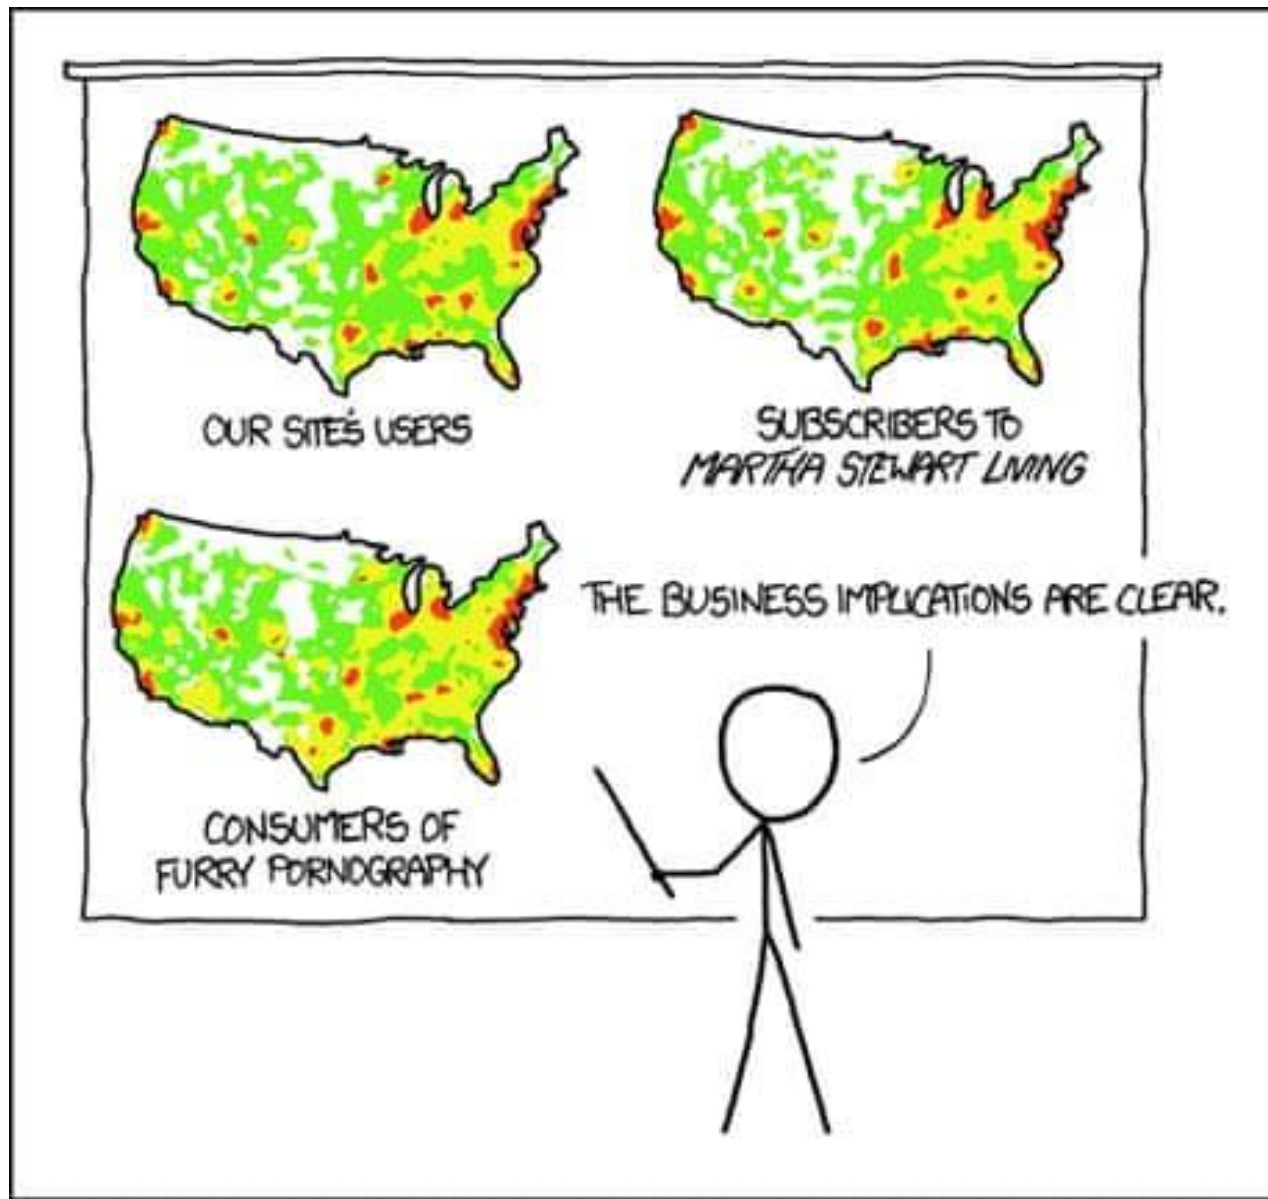 OUR SITE'S USERS
SUBSCRIBERS TO
MARTHA STEWART LIVING
CONSUMERS OF
FURRY PORNOGRAPHY
THE BUSINESS IMPLICATIONS ARE CLEAR.